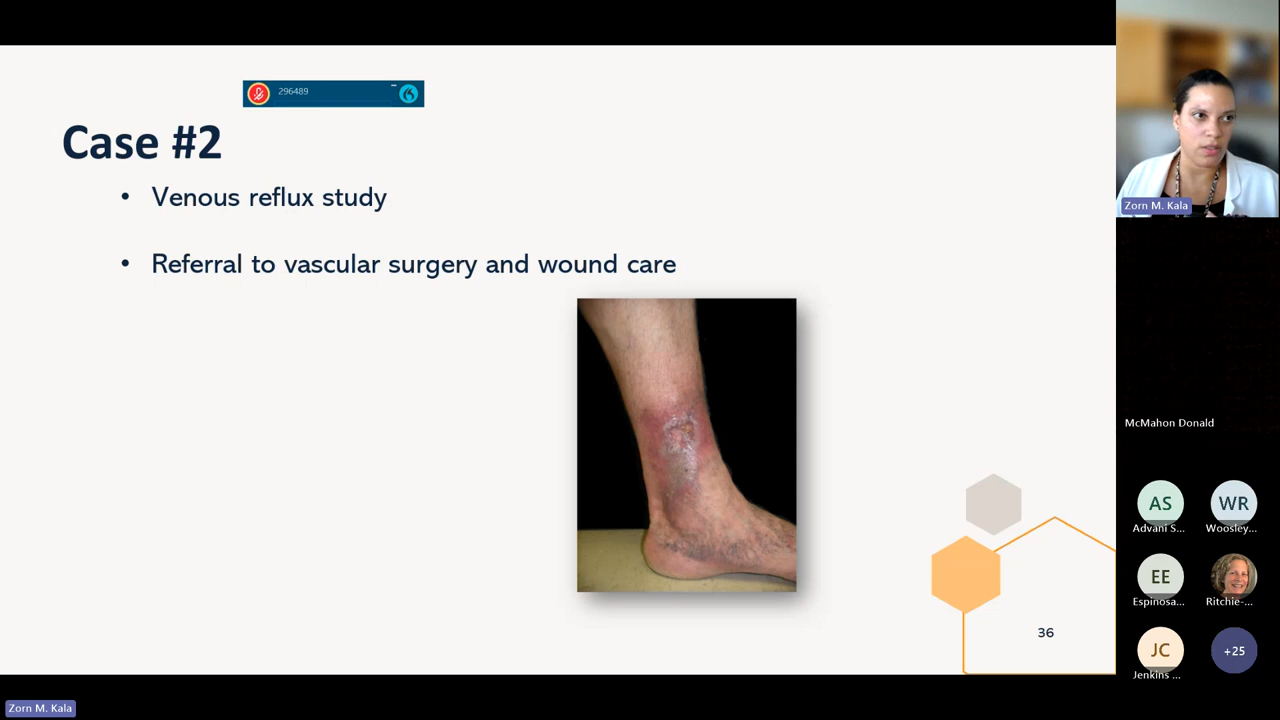 296489
Case #2
• Venous reflux study
• Referral to vascular surgery and wound care
36
Zorn M. Kala
McMahon Donald
AS
WR
Advani S...
Woosley...
EE
Espinosa...
Ritchie-...
JC
+25
Jenkins ...
Zorn M. Kala